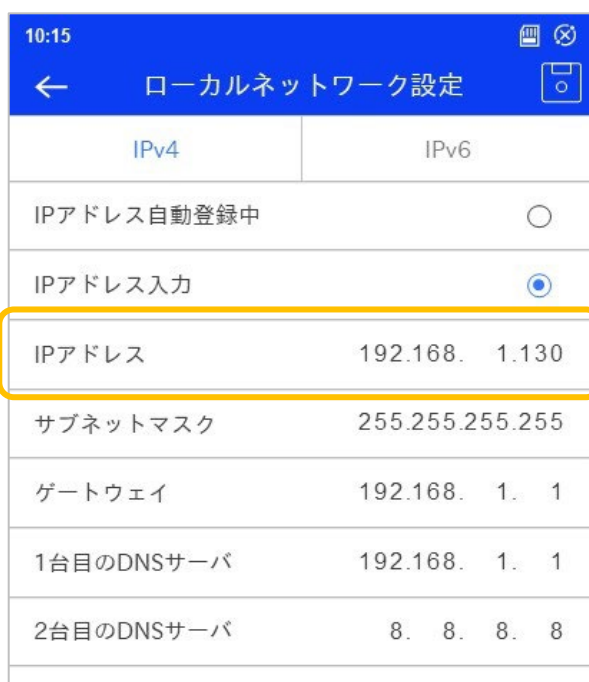 10:15
ローカルネットワーク設定
IPv4 IPv6
IPアドレス自動登録中
IPアドレス入力
IPアドレス 192.168. 1.130
サブネットマスク 255.255.255.255
ゲートウェイ 192.168. 1. 1
1台目のDNSサーバ 192.168. 1. 1
2台目のDNSサーバ 8. 8. 8. 8